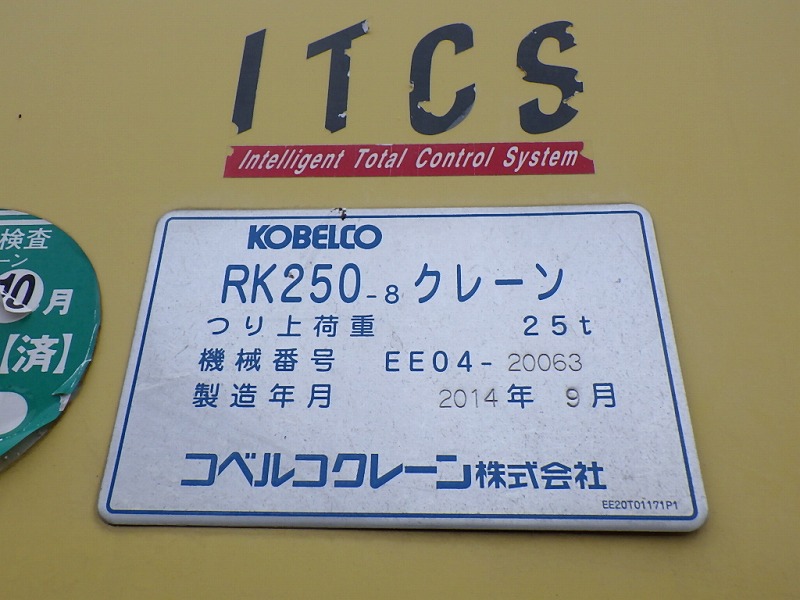 ITCS
Intelligent Total Control System
検査
ーン
10月
【済】
KOBELCO
RK250-8クレーン
つり上荷重 25t
機械番号 EE04-20063
製造年月 2014年 9月
コベルコクレーン株式会社
EE20T01171P1